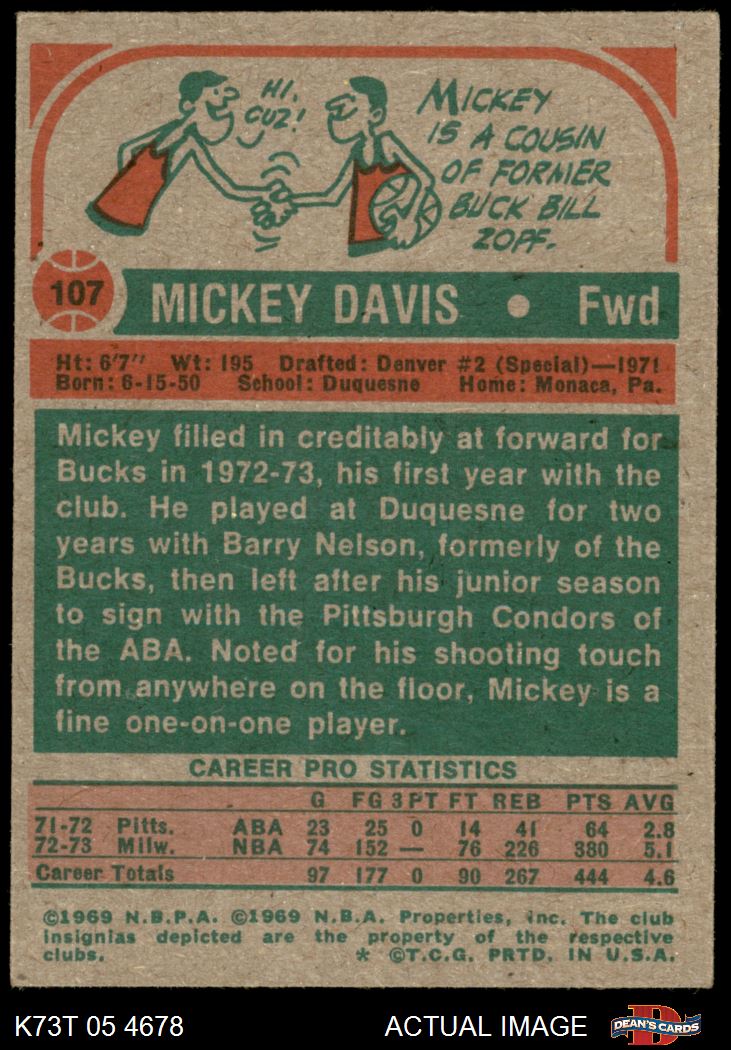 HI,
CUZ!
MICKEY
IS A COUSIN
OF FORMER
BUCK BILL
ZOPF.
107 MICKEY DAVIS • Fwd
Ht: 6'7" Wt: 195 Drafted: Denver #2 (Special)—1971
Born: 6-15-50 School: Duquesne Home: Monaca, Pa.
Mickey filled in creditably at forward for
Bucks in 1972-73, his first year with the
club. He played at Duquesne for two
years with Barry Nelson, formerly of the
Bucks, then left after his junior season
to sign with the Pittsburgh Condors of
the ABA. Noted for his shooting touch
from anywhere on the floor, Mickey is a
fine one-on-one player.
CAREER PRO STATISTICS
G FG 3PT FT REB PTS AVG
71-72 Pitts. ABA 23 25 0 14 41 64 2.8
72-73 Milw. NBA 74 152 — 76 226 380 5.1
Career Totals 97 177 0 90 267 444 4.6
©1969 N.B.P.A. ©1969 N.B.A. Properties, Inc. The club
insignias depicted are the property of the respective
clubs. * ©T.C.G. PRTD. IN U.S.A.
K73T 05 4678 ACTUAL IMAGE D DEAN'S CARDS